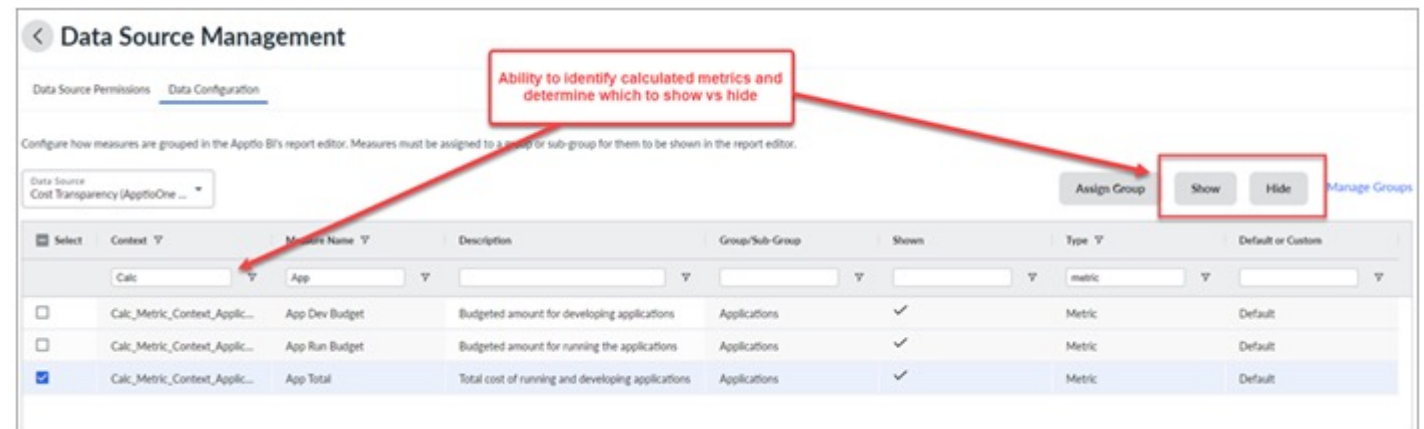 Data Source Management
Ability to identify calculated metrics and
determine which to show vs hide
Data Source Permissions Data Configuration
Configure how measures are grouped in the Apptio BI's report editor. Measures must be assigned to a group or sub-group for them to be shown in the report editor.
Data Source
Cost Transparency (ApptioOne ...
Assign Group Show Hide Manage Groups
Select Context Measure Name Description Group/Sub-Group Shown Type Default or Custom
Calc App metric
Calc_Metric_Context_Applic... App Dev Budget Budgeted amount for developing applications Applications Metric Default
Calc_Metric_Context_Applic... App Run Budget Budgeted amount for running the applications Applications Metric Default
Calc_Metric_Context_Applic... App Total Total cost of running and developing applications Applications Metric Default